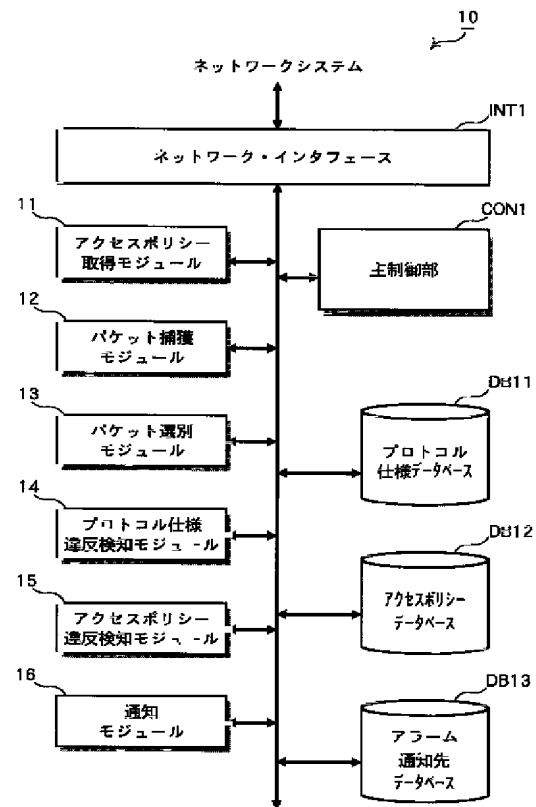 10
ネットワークシステム
INT1
ネットワーク・インタフェース
11
アクセスポリシー
取得モジュール
CON1
主制御部
12
パケット捕獲
モジュール
13
パケット選別
モジュール
DB11
プロトコル
仕様データベース
14
プロトコル仕様
違反検知モジュール
DB12
アクセスポリシー
データベース
15
アクセスポリシー
違反検知モジュール
16
通知
モジュール
DB13
アラーム
通知先
データベース